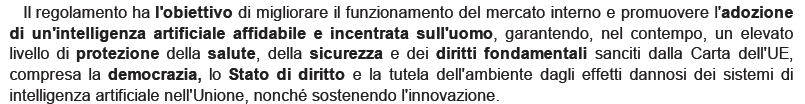 Il regolamento ha l'obiettivo di migliorare il funzionamento del mercato interno e promuovere l'adozione
di un'intelligenza artificiale affidabile e incentrata sull'uomo, garantendo, nel contempo, un elevato
livello di protezione della salute, della sicurezza e dei diritti fondamentali sanciti dalla Carta dell'UE,
compresa la democrazia, lo Stato di diritto e la tutela dell'ambiente dagli effetti dannosi dei sistemi di
intelligenza artificiale nell'Unione, nonché sostenendo l'innovazione.